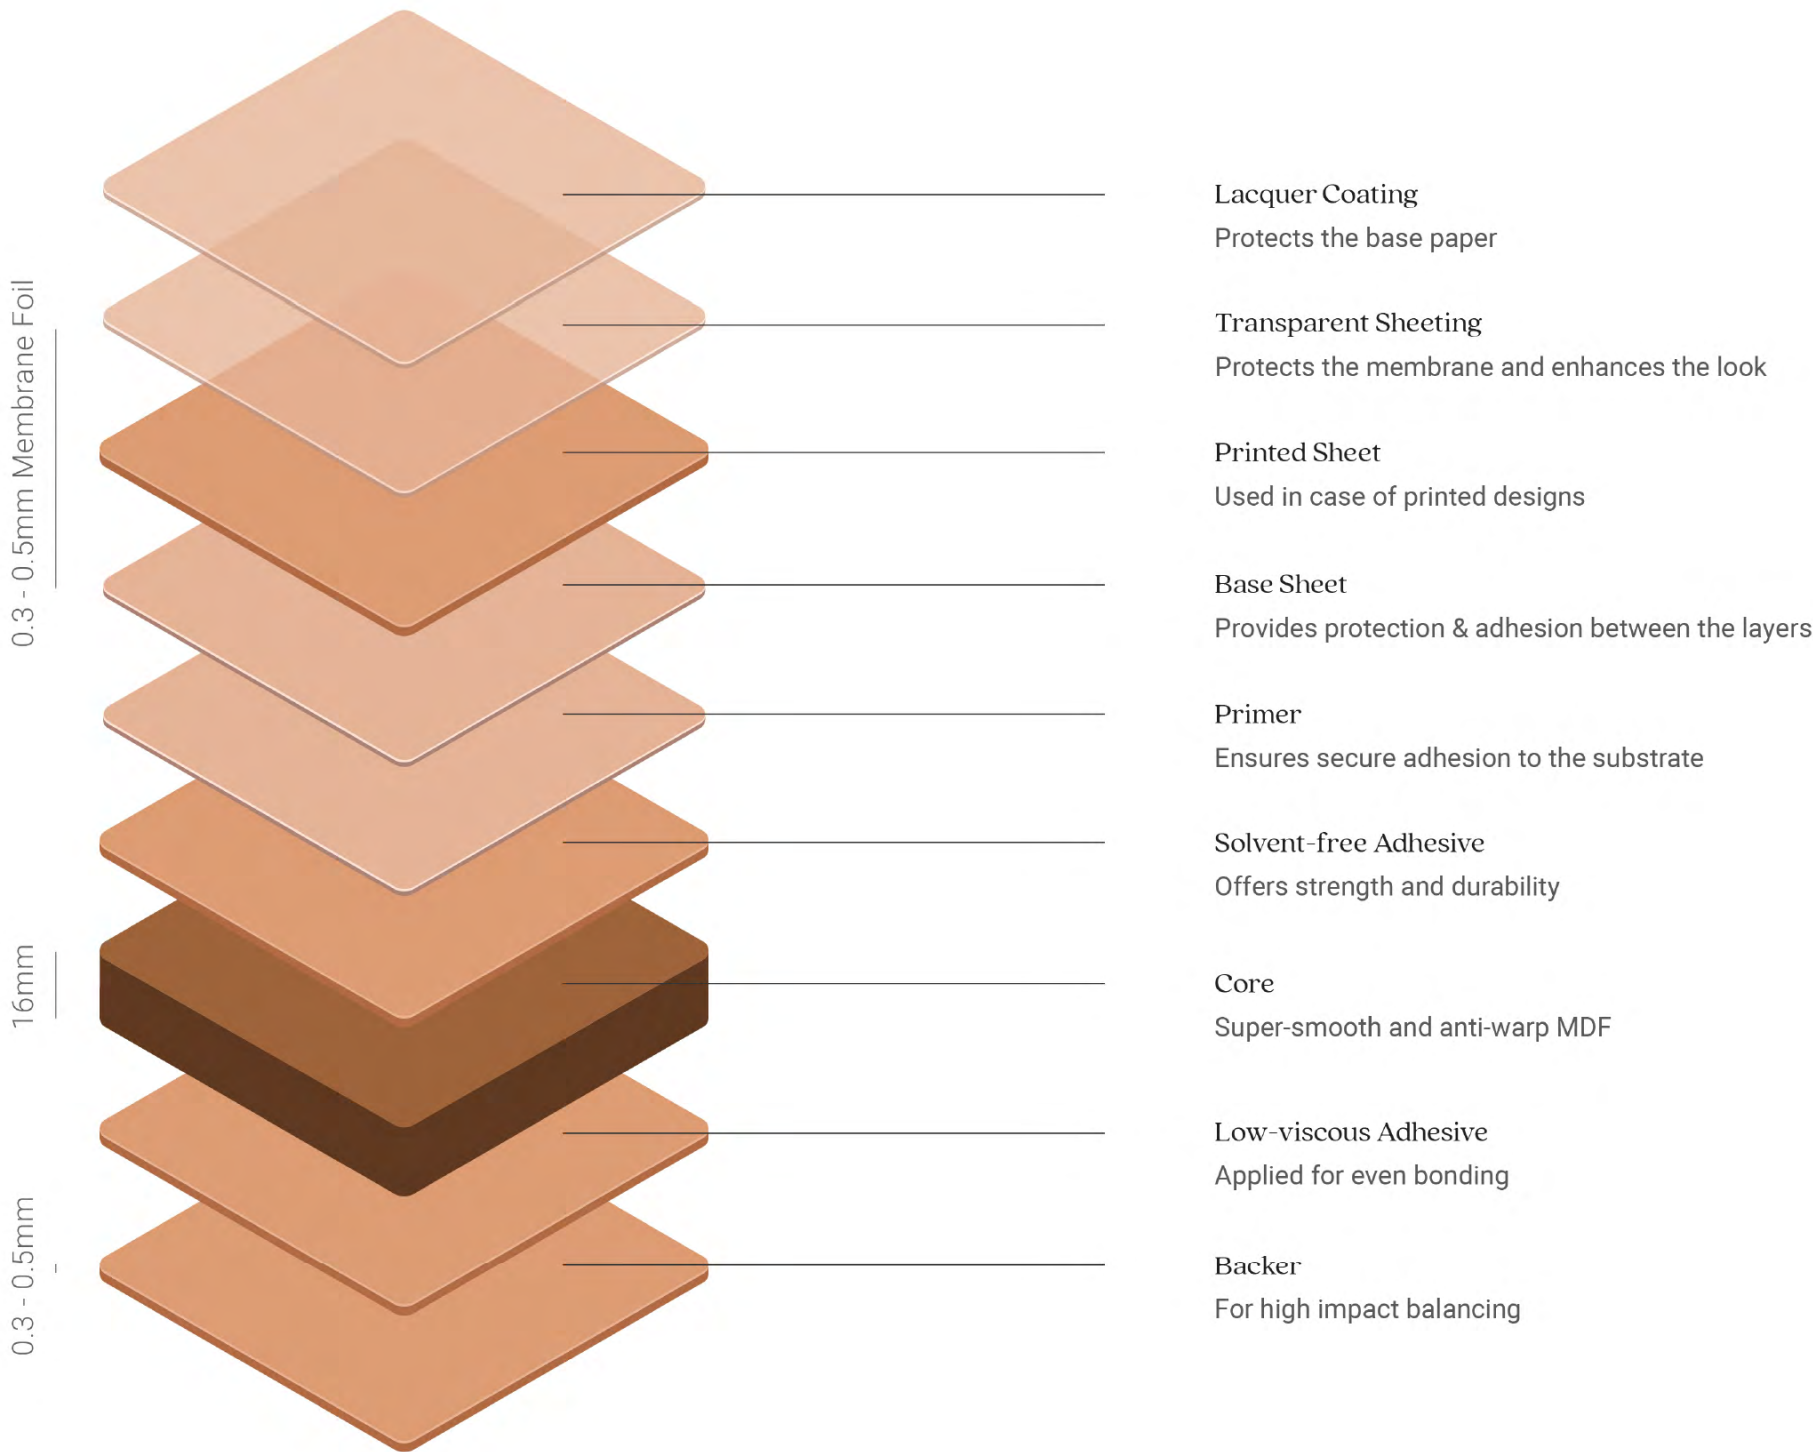 Lacquer Coating
Protects the base paper
0.3 - 0.5mm Membrane Foil
Transparent Sheeting
Protects the membrane and enhances the look
Printed Sheet
Used in case of printed designs
Base Sheet
Provides protection & adhesion between the layers
Primer
Ensures secure adhesion to the substrate
Solvent-free Adhesive
Offers strength and durability
16mm
Core
Super-smooth and anti-warp MDF
Low-viscous Adhesive
Applied for even bonding
0.3 - 0.5mm
Backer
For high impact balancing